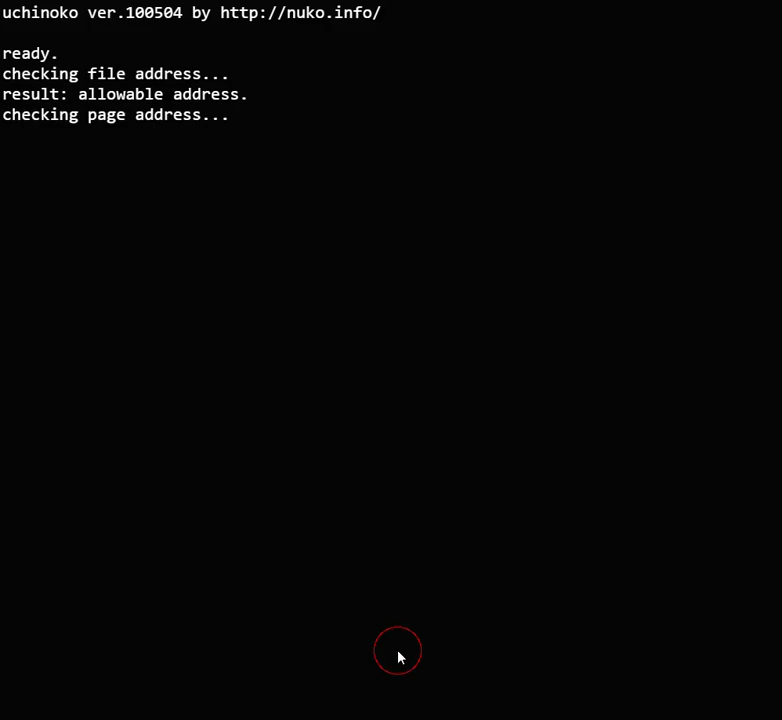 uchinoko ver.100504 by http://nuko.info/
ready.
checking file address...
result: allowable address.
checking page address...